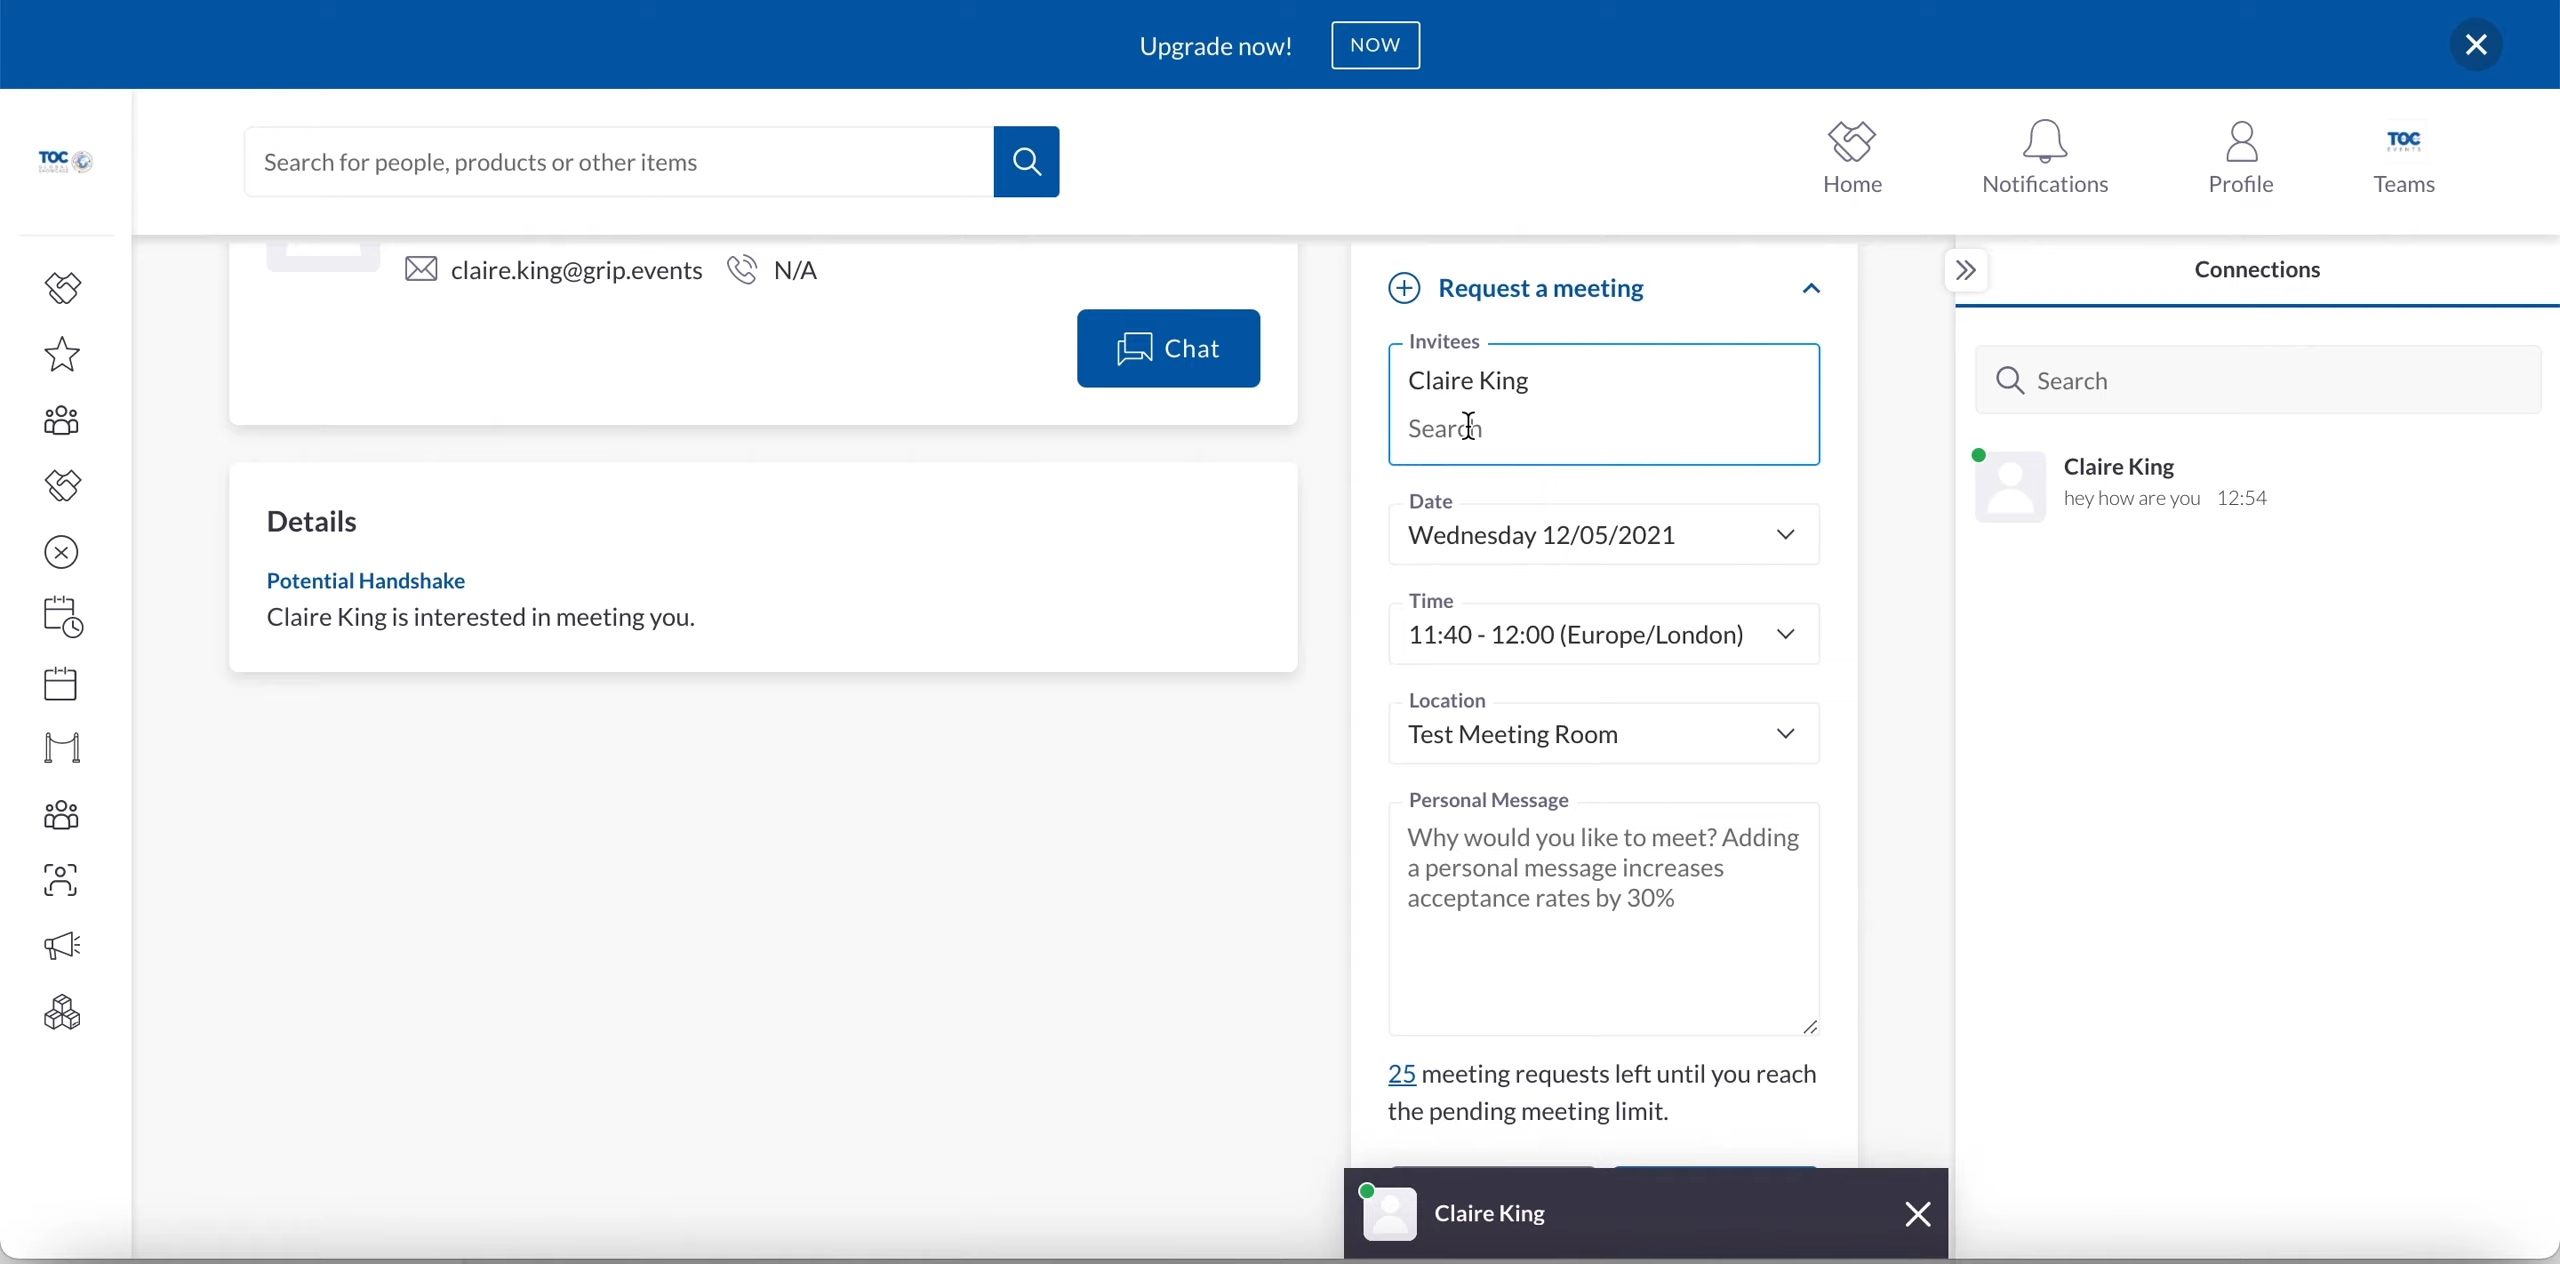 Upgrade now! NOW
TOC
Search for people, products or other items
Home
Notifications
Profile
TOC
EVENTS
Teams
claire.king@grip.events N/A
Chat
Details
Potential Handshake
Claire King is interested in meeting you.
Request a meeting
Invitees
Claire King
Search
Date
Wednesday 12/05/2021
Time
11:40 - 12:00 (Europe/London)
Location
Test Meeting Room
Personal Message
Why would you like to meet? Adding
a personal message increases
acceptance rates by 30%
25 meeting requests left until you reach
the pending meeting limit.
Claire King
Connections
Search
Claire King
hey how are you 12:54